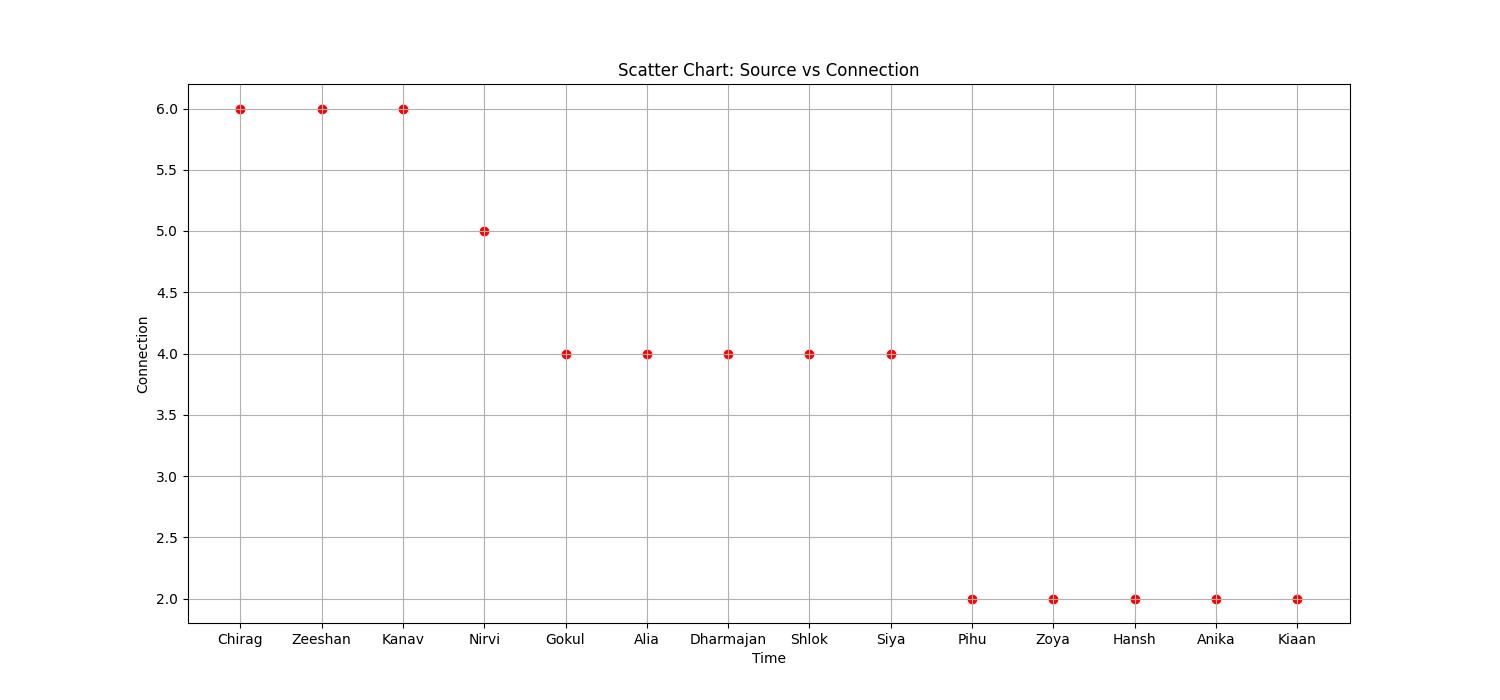 Scatter Chart: Source vs Connection
6.0
5.5
5.0
4.5
4.0
3.5
3.0
2.5
2.0
Connection
Chirag Zeeshan Kanav Nirvi Gokul Alia Dharmajan Shlok Siya Pihu Zoya Hansh Anika Kiaan
Time